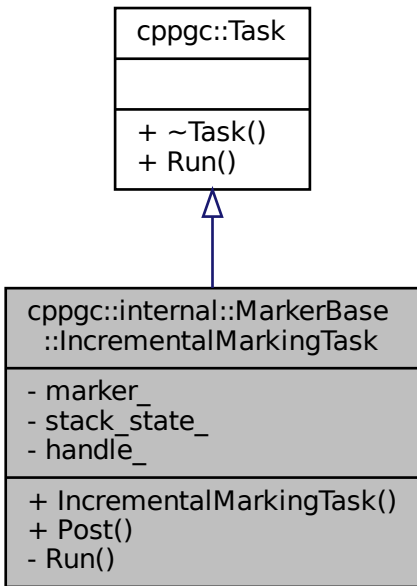 cppgc::Task
+ ~Task()
+ Run()
cppgc::internal::MarkerBase
::IncrementalMarkingTask
- marker_
- stack_state_
- handle_
+ IncrementalMarkingTask()
+ Post()
- Run()